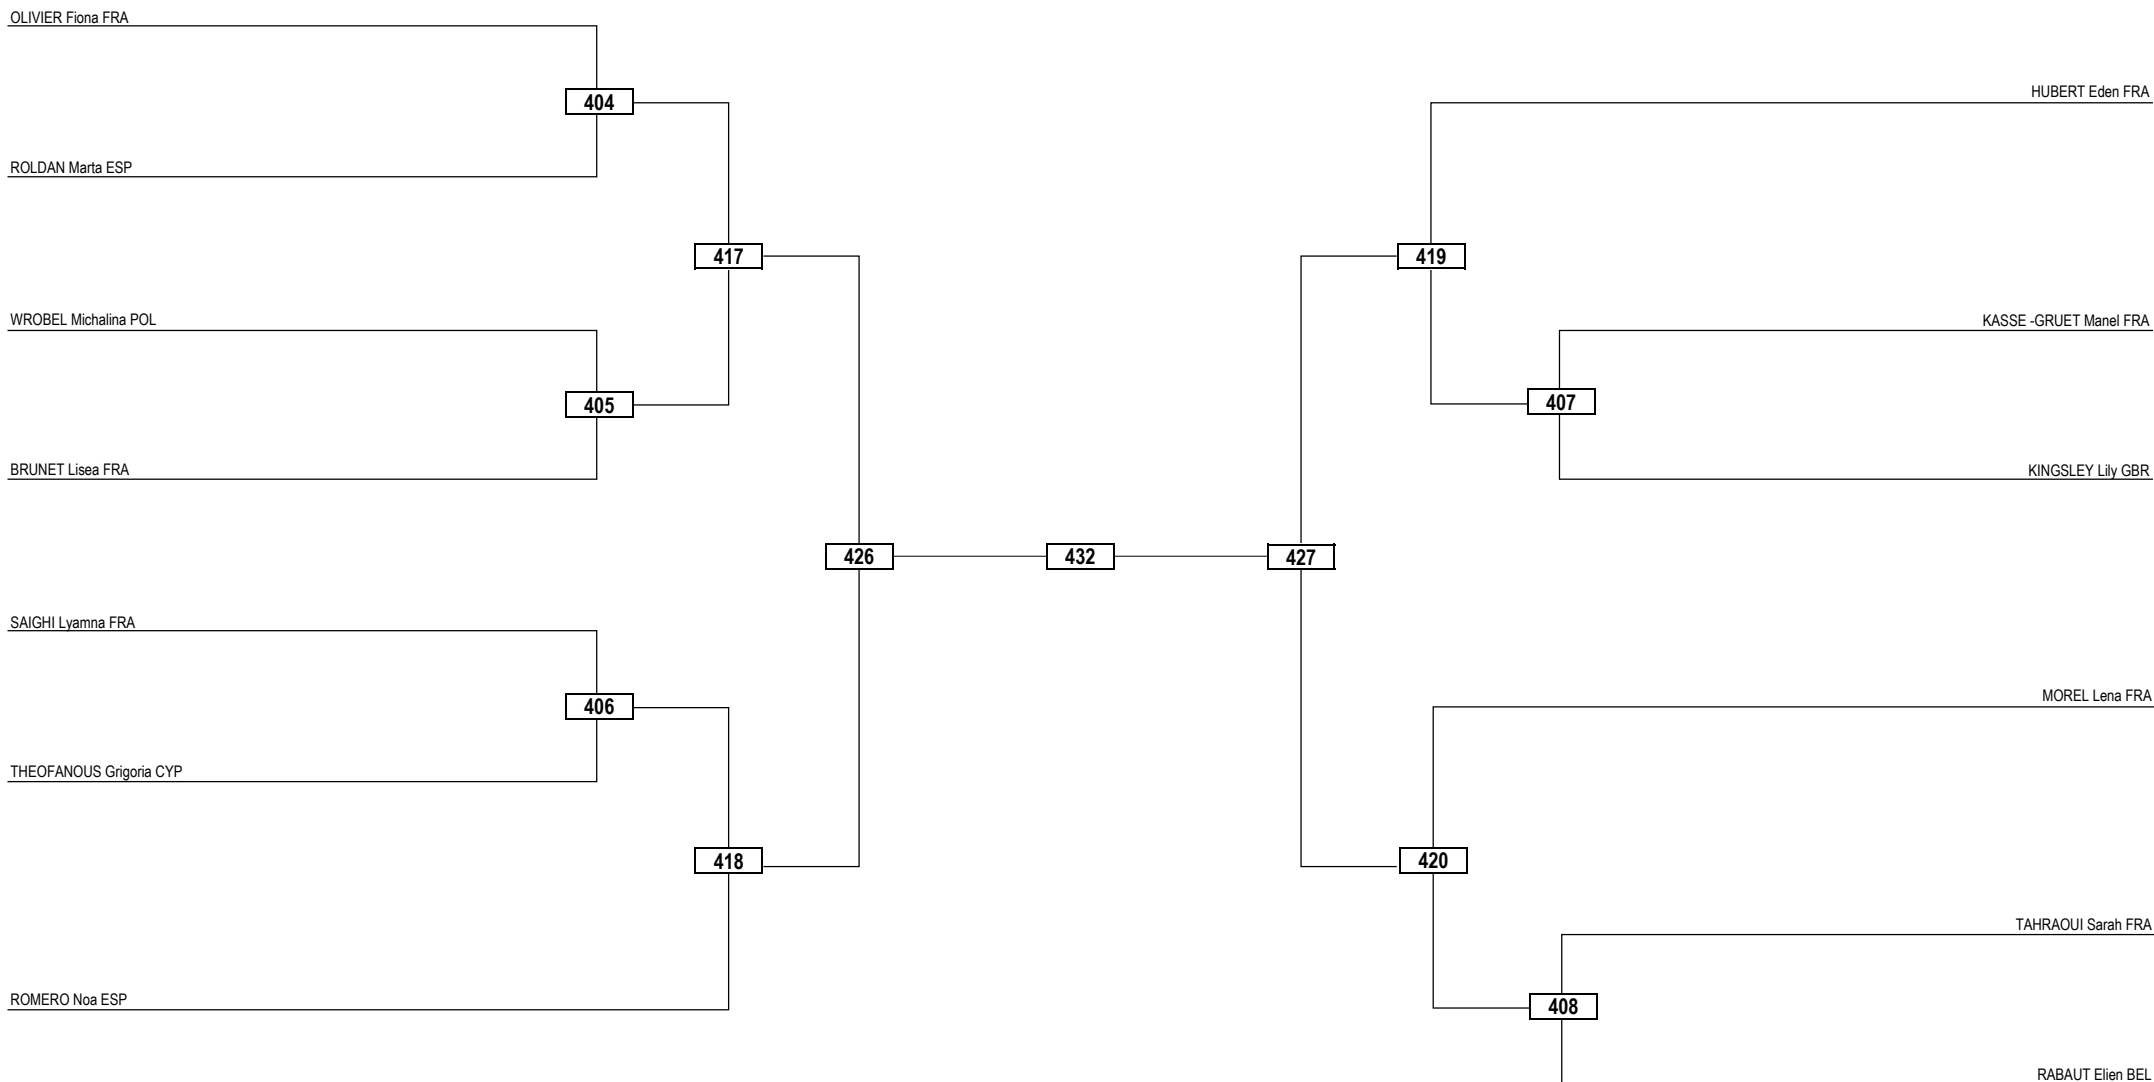 OLIVIER Fiona FRA
HUBERT Eden FRA
404
ROLDAN Marta ESP
417
419
WROBEL Michalina POL
KASSE -GRUET Manel FRA
405
407
BRUNET Lisea FRA
KINGSLEY Lily GBR
426
432
427
SAIGHI Lyamna FRA
MOREL Lena FRA
406
THEOFANOUS Grigoria CYP
418
420
TAHRAOUI Sarah FRA
ROMERO Noa ESP
408
RABAUT Elien BEL